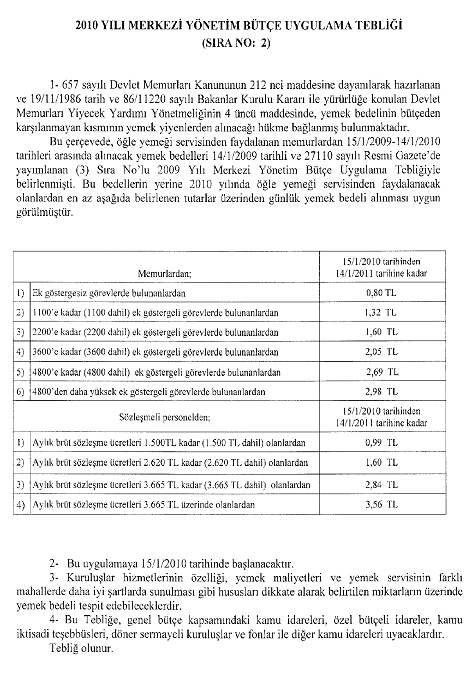 2010 YILI MERKEZİ YÖNETİM BÜTÇE UYGULAMA TEBLİĞİ
(SIRA NO: 2)
1- 657 sayılı Devlet Memurları Kanununun 212 nci maddesine dayanılarak hazırlanan
ve 19/11/1986 tarih ve 86/11220 sayılı Bakanlar Kurulu Kararı ile yürürlüğe konulan Devlet
Memurları Yiyecek Yardımı Yönetmeliğinin 4 üncü maddesinde, yemek bedelinin bütçeden
karşılanmayan kısmının yemek yiyenlerden alınacağı hükme bağlanmış bulunmaktadır.
Bu çerçevede, öğle yemeği servisinden faydalanan memurlardan 15/1/2009-14/1/2010
tarihleri arasında alınacak yemek bedelleri 14/1/2009 tarihli ve 27110 sayılı Resmi Gazete'de
yayımlanan (3) Sıra No'lu 2009 Yılı Merkezi Yönetim Bütçe Uygulama Tebliğiyle
belirlenmişti. Bu bedellerin yerine 2010 yılında öğle yemeği servisinden faydalanacak
olanlardan en az aşağıda belirlenen tutarlar üzerinden günlük yemek bedeli alınması uygun
görülmüştür.
Memurlardan; 15/1/2010 tarihinden
14/1/2011 tarihine kadar
1) Ek göstergesiz görevlerde bulunanlardan 0,80 TL
2) 1100'e kadar (1100 dahil) ek göstergeli görevlerde bulunanlardan 1,32 TL
3) 2200'e kadar (2200 dahil) ek göstergeli görevlerde bulunanlardan 1,60 TL
4) 3600'e kadar (3600 dahil) ek göstergeli görevlerde bulunanlardan 2,05 TL
5) 4800'e kadar (4800 dahil) ek göstergeli görevlerde bulunanlardan 2,69 TL
6) 4800'den daha yüksek ek göstergeli görevlerde bulunanlardan 2,98 TL
Sözleşmeli personelden; 15/1/2010 tarihinden
14/1/2011 tarihine kadar
1) Aylık brüt sözleşme ücretleri 1.500TL kadar (1.500 TL dahil) olanlardan 0,99 TL
2) Aylık brüt sözleşme ücretleri 2.620 TL kadar (2.620 TL dahil) olanlardan 1,60 TL
3) Aylık brüt sözleşme ücretleri 3.665 TL kadar (3.665 TL dahil) olanlardan 2,84 TL
4) Aylık brüt sözleşme ücretleri 3.665 TL üzerinde olanlardan 3,56 TL
2- Bu uygulamaya 15/1/2010 tarihinde başlanacaktır.
3- Kuruluşlar hizmetlerinin özelliği, yemek maliyetleri ve yemek servisinin farklı
mahallerde daha iyi şartlarda sunulması gibi hususları dikkate alarak belirtilen miktarların üzerinde
yemek bedeli tespit edebileceklerdir.
4- Bu Tebliğe, genel bütçe kapsamındaki kamu idareleri, özel bütçeli idareler, kamu
iktisadi teşebbüsleri, döner sermayeli kuruluşlar ve fonlar ile diğer kamu idareleri uyacaklardır.
Tebliğ olunur.